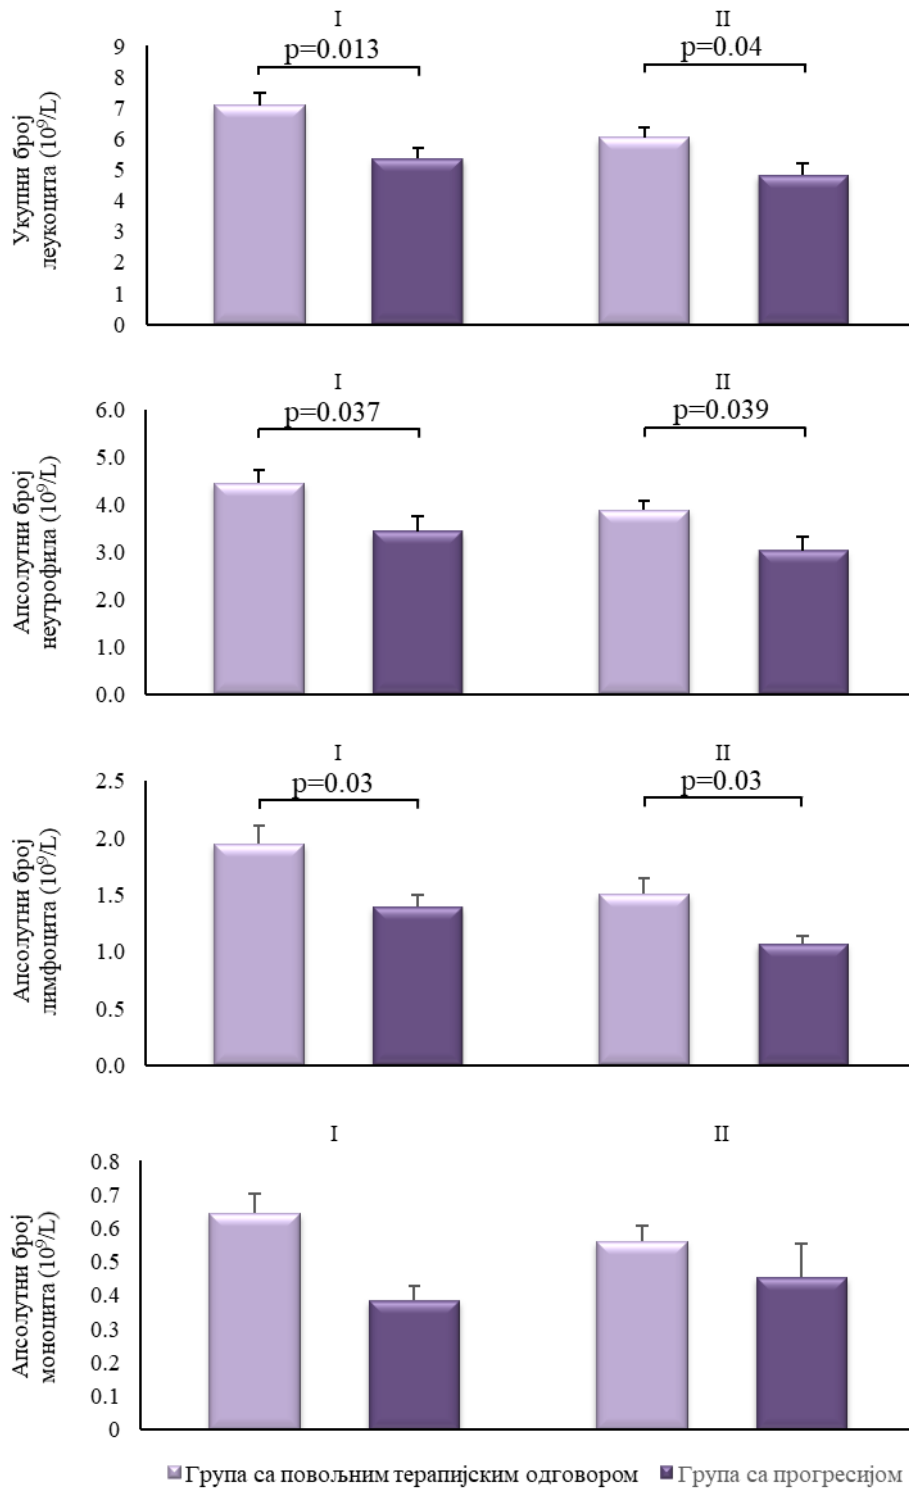 I II
p=0.013 p=0.04
9
8
7
6
5
4
3
2
1
0
Укупни број
леукоцита (10⁹/L)
I II
p=0.037 p=0.039
6.0
5.0
4.0
3.0
2.0
1.0
0.0
Апсолутни број
неутрофила (10⁹/L)
I II
p=0.03 p=0.03
2.5
2.0
1.5
1.0
0.5
0.0
Апсолутни број
лимфоцита (10⁹/L)
I II
0.8
0.7
0.6
0.5
0.4
0.3
0.2
0.1
0
Апсолутни број
моноцита (10⁹/L)
Група са повољним терапијским одговором Група са прогресијом